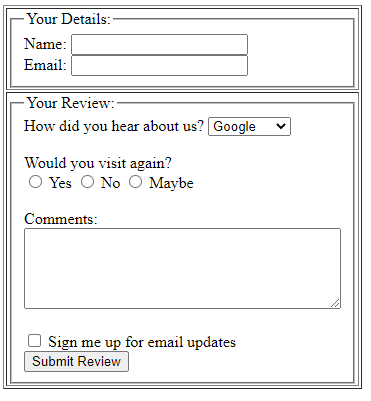 Your Details:
Name:
Email:
Your Review:
How did you hear about us? Google
Would you visit again?
Yes No Maybe
Comments:
Sign me up for email updates
Submit Review